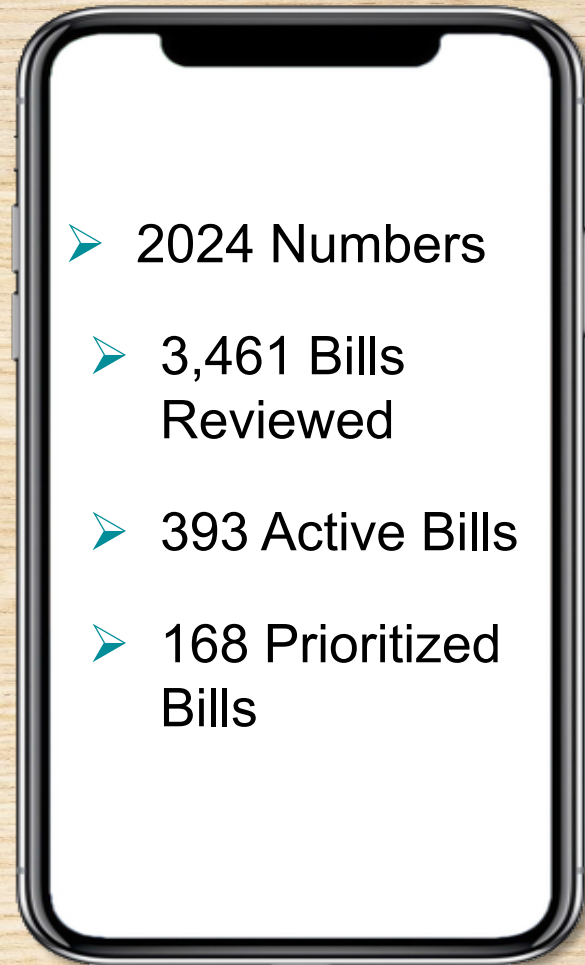 2024 Numbers
3,461 Bills
Reviewed
393 Active Bills
168 Prioritized
Bills